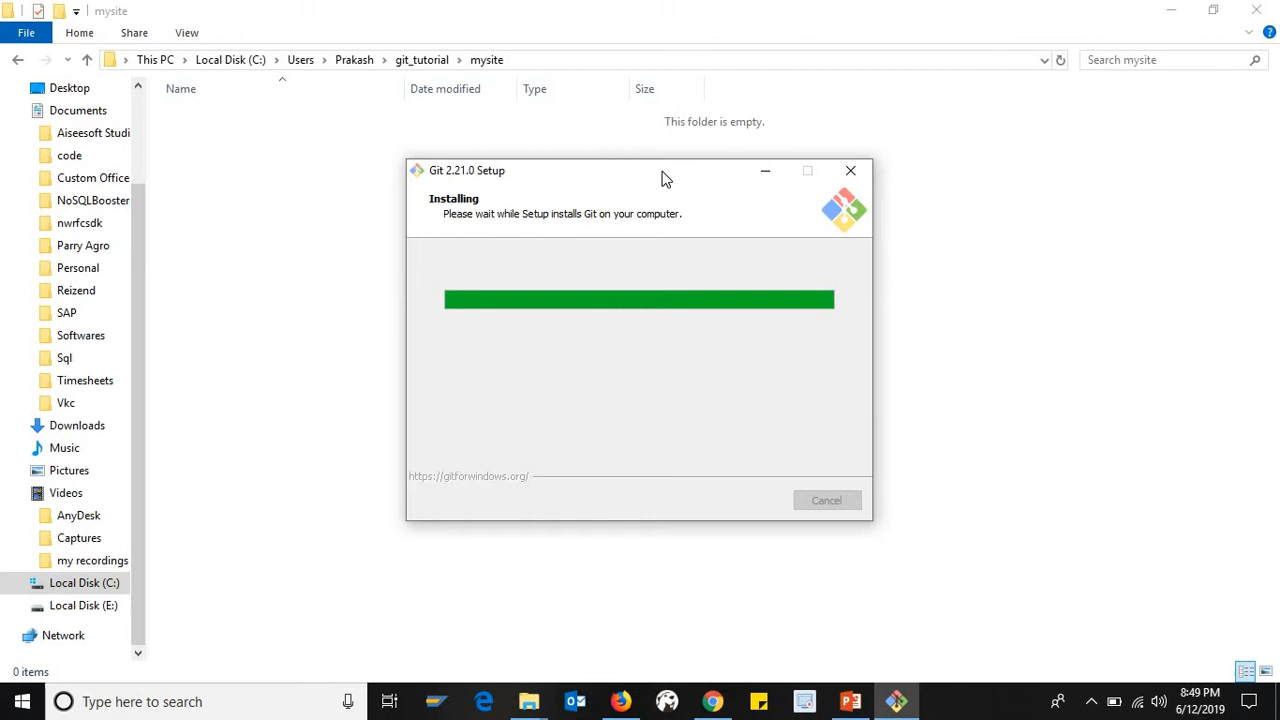 mysite
File Home Share View
This PC Local Disk (C:) Users Prakash git_tutorial mysite Search mysite
Name Date modified Type Size
This folder is empty.
Desktop
Documents
Aiseesoft Studi
code
Custom Office
NoSQLBooster
nwrfcsdk
Parry Agro
Personal
Reizend
SAP
Softwares
Sql
Timesheets
Vkc
Downloads
Music
Pictures
Videos
AnyDesk
Captures
my recordings
Local Disk (C:)
Local Disk (E:)
Network
0 items
Git 2.21.0 Setup
Installing
Please wait while Setup installs Git on your computer.
https://gitforwindows.org/
Cancel
Type here to search
8:49 PM
6/12/2019